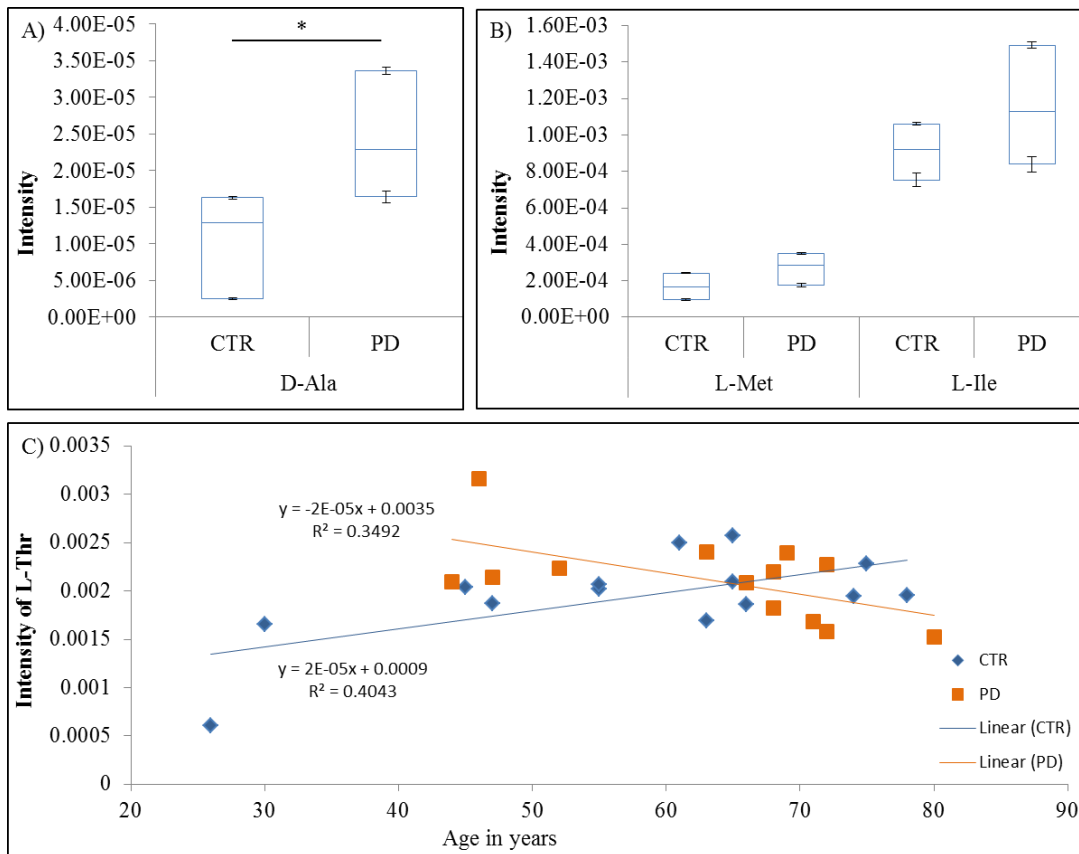 A)
4.00E-05
3.50E-05
3.00E-05
2.50E-05
2.00E-05
1.50E-05
1.00E-05
5.00E-06
0.00E+00
Intensity
*
CTR PD
D-Ala
B)
1.60E-03
1.40E-03
1.20E-03
1.00E-03
8.00E-04
6.00E-04
4.00E-04
2.00E-04
0.00E+00
Intensity
CTR PD CTR PD
L-Met L-Ile
C)
0.0035
0.003
0.0025
0.002
0.0015
0.001
0.0005
0
Intensity of L-Thr
y = -2E-05x + 0.0035
R² = 0.3492
y = 2E-05x + 0.0009
R² = 0.4043
CTR
PD
Linear (CTR)
Linear (PD)
20 30 40 50 60 70 80 90
Age in years